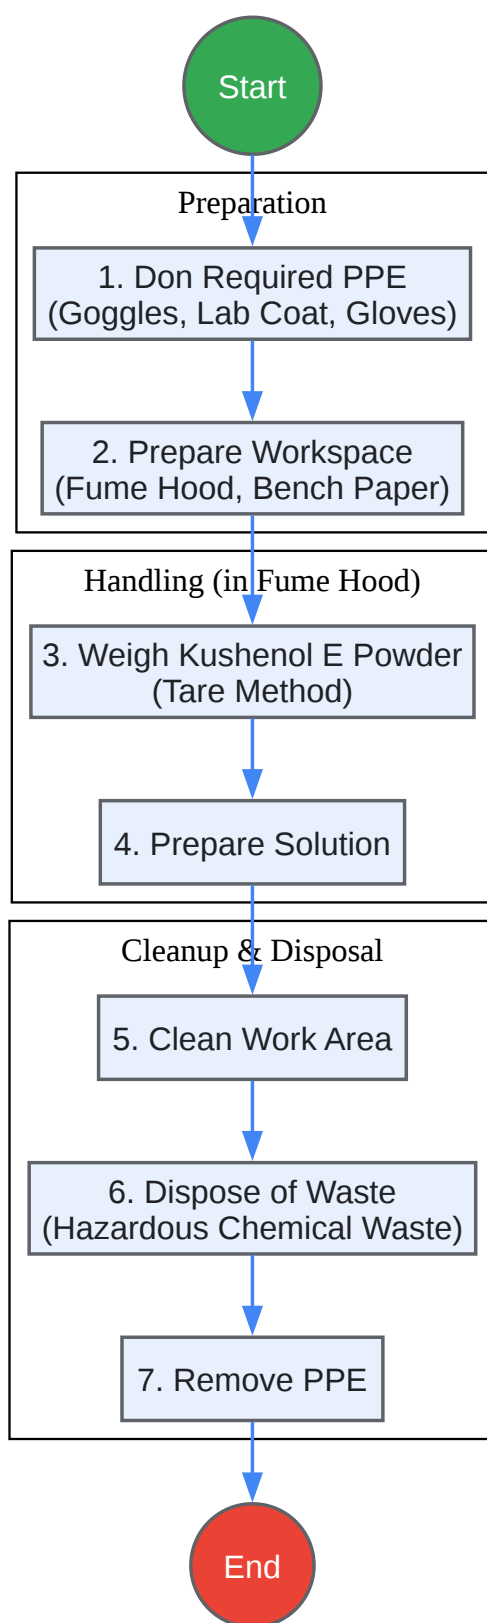 Start
Preparation
1. Don Required PPE
(Goggles, Lab Coat, Gloves)
2. Prepare Workspace
(Fume Hood, Bench Paper)
Handling (in Fume Hood)
3. Weigh Kushenol E Powder
(Tare Method)
4. Prepare Solution
Cleanup & Disposal
5. Clean Work Area
6. Dispose of Waste
(Hazardous Chemical Waste)
7. Remove PPE
End